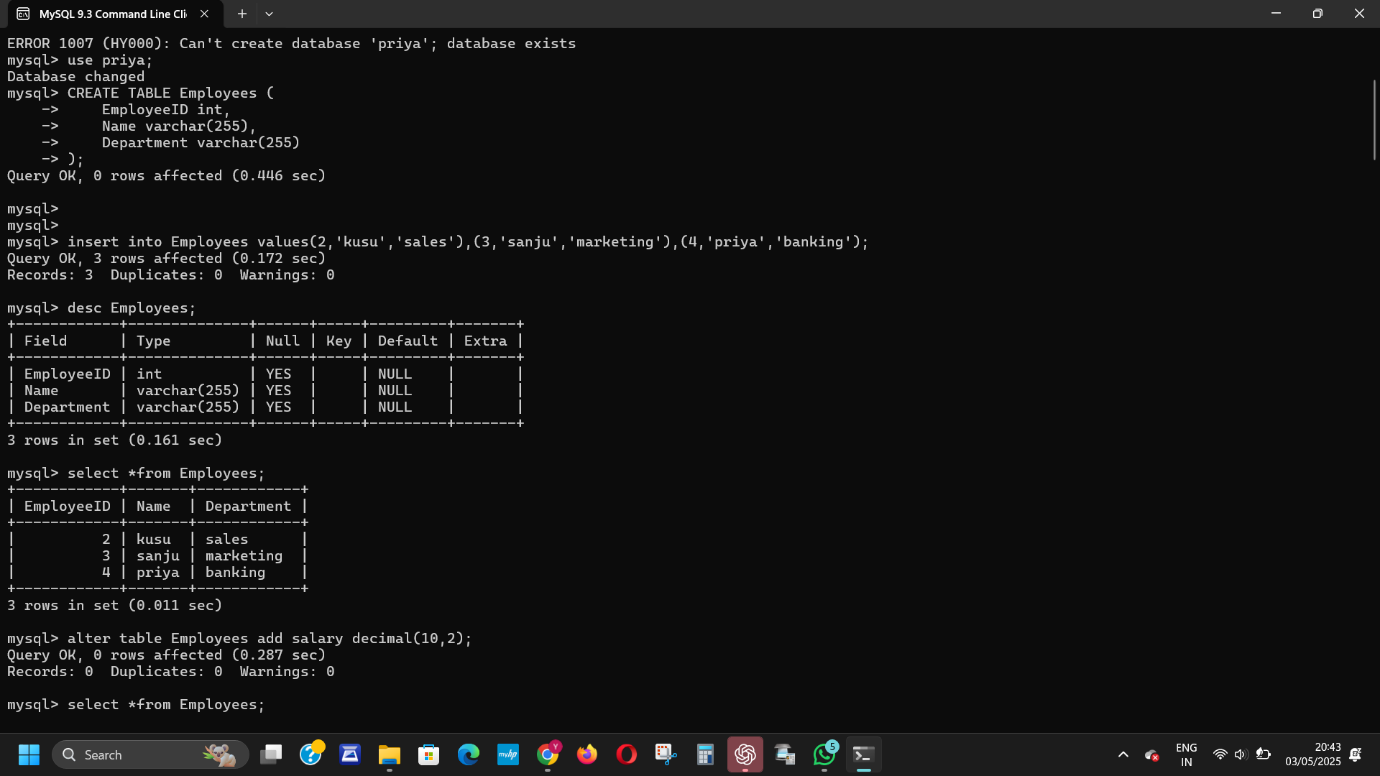 MySQL 9.3 Command Line Cli
ERROR 1007 (HY000): Can't create database 'priya'; database exists
mysql> use priya;
Database changed
mysql> CREATE TABLE Employees (
    ->     EmployeeID int,
    ->     Name varchar(255),
    ->     Department varchar(255)
    -> );
Query OK, 0 rows affected (0.446 sec)

mysql>
mysql>
mysql> insert into Employees values(2,'kusu','sales'),(3,'sanju','marketing'),(4,'priya','banking');
Query OK, 3 rows affected (0.172 sec)
Records: 3  Duplicates: 0  Warnings: 0

mysql> desc Employees;
+------------+--------------+------+-----+---------+-------+
| Field      | Type         | Null | Key | Default | Extra |
+------------+--------------+------+-----+---------+-------+
| EmployeeID | int          | YES  |     | NULL    |       |
| Name       | varchar(255) | YES  |     | NULL    |       |
| Department | varchar(255) | YES  |     | NULL    |       |
+------------+--------------+------+-----+---------+-------+
3 rows in set (0.161 sec)

mysql> select *from Employees;
+------------+-------+------------+
| EmployeeID | Name  | Department |
+------------+-------+------------+
|          2 | kusu  | sales      |
|          3 | sanju | marketing  |
|          4 | priya | banking    |
+------------+-------+------------+
3 rows in set (0.011 sec)

mysql> alter table Employees add salary decimal(10,2);
Query OK, 0 rows affected (0.287 sec)
Records: 0  Duplicates: 0  Warnings: 0

mysql> select *from Employees;
Search
myhp
Y
5
ENG
IN
20:43
03/05/2025